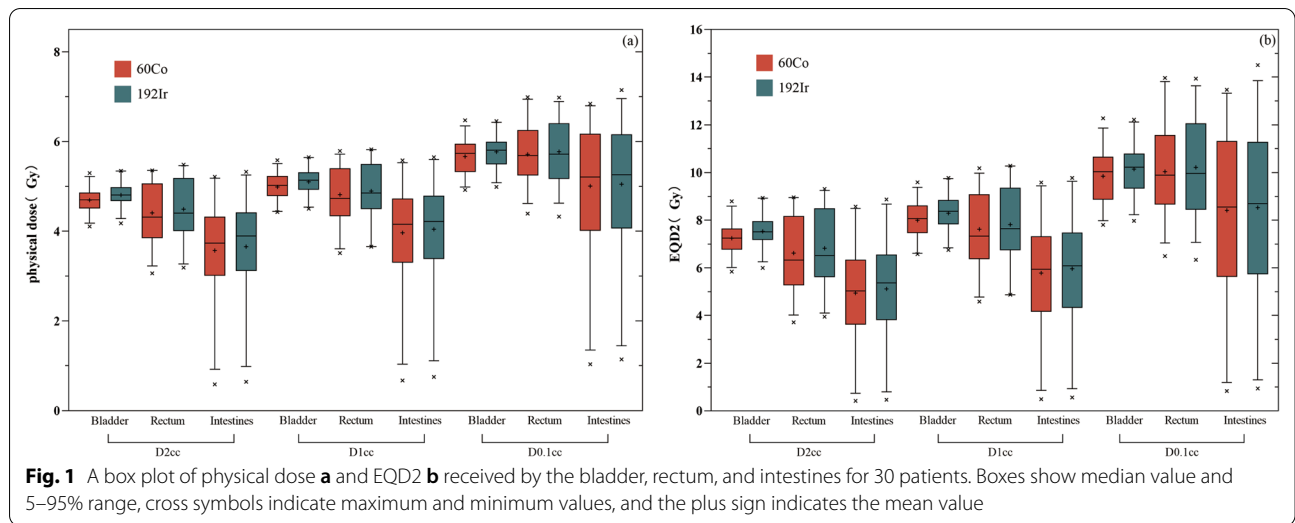 (a)
60Co
192Ir
physical dose（Gy）
8
6
4
2
0
Bladder Rectum Intestines Bladder Rectum Intestines Bladder Rectum Intestines
D2cc D1cc D0.1cc
(b)
60Co
192Ir
EQD2（Gy）
16
14
12
10
8
6
4
2
0
Bladder Rectum Intestines Bladder Rectum Intestines Bladder Rectum Intestines
D2cc D1cc D0.1cc
Fig. 1 A box plot of physical dose a and EQD2 b received by the bladder, rectum, and intestines for 30 patients. Boxes show median value and
5–95% range, cross symbols indicate maximum and minimum values, and the plus sign indicates the mean value